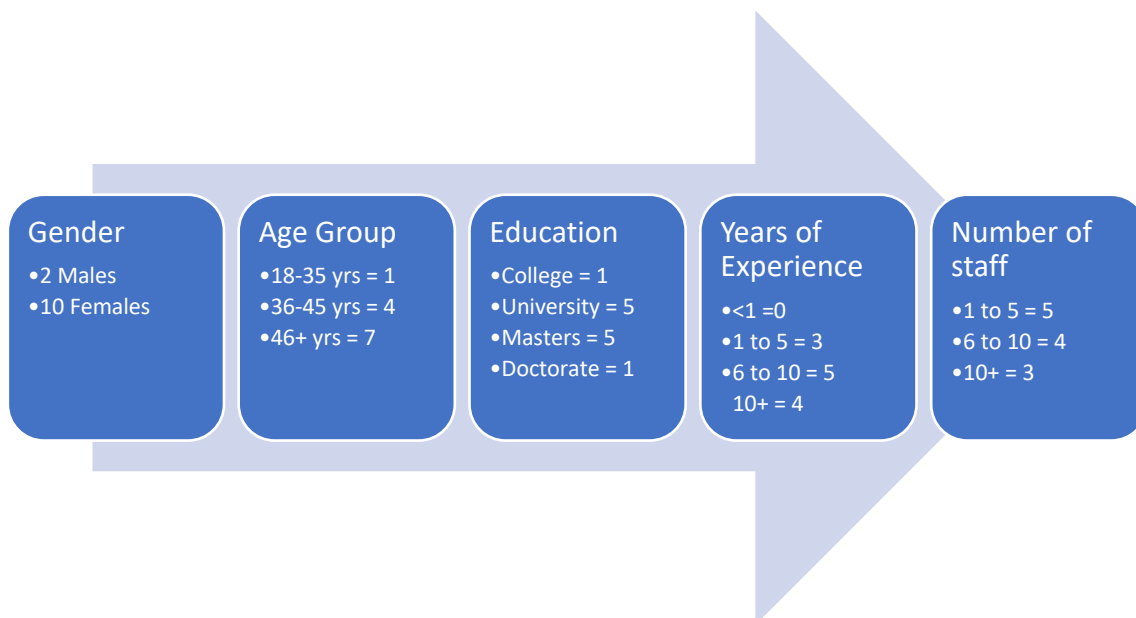 Gender
•2 Males
•10 Females
Age Group
•18-35 yrs = 1
•36-45 yrs = 4
•46+ yrs = 7
Education
•College = 1
•University = 5
•Masters = 5
•Doctorate = 1
Years of
Experience
•<1 =0
•1 to 5 = 3
•6 to 10 = 5
10+ = 4
Number of
staff
•1 to 5 = 5
•6 to 10 = 4
•10+ = 3